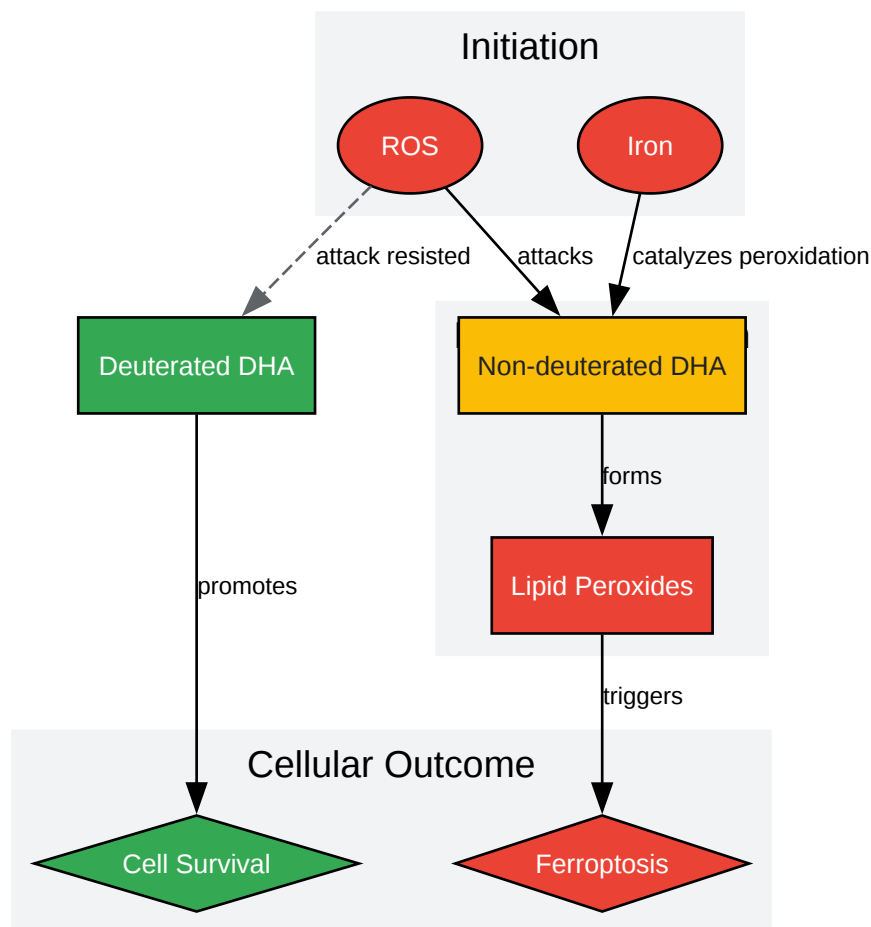 Initiation
ROS
Iron
attack resisted
attacks
catalyzes peroxidation
Deuterated DHA
Non-deuterated DHA
forms
Lipid Peroxides
promotes
triggers
Cellular Outcome
Cell Survival
Ferroptosis